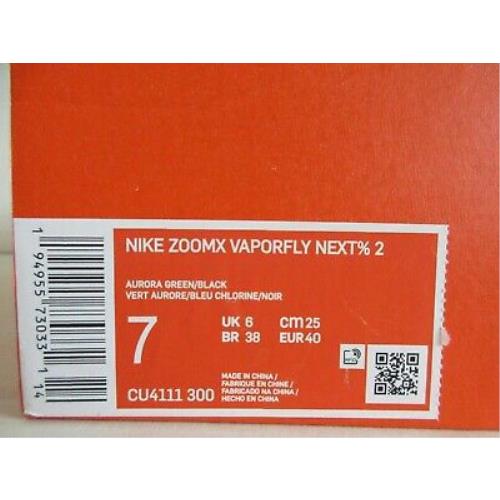 NIKE ZOOMX VAPORFLY NEXT% 2
AURORA GREEN/BLACK
VERT AURORE/BLEU CHLORINE/NOIR
7
UK 6 CM 25
BR 38 EUR 40
CU4111 300
MADE IN CHINA /
FABRIQUE EN CHINE /
FABRICADO NA CHINA /
HECHO EN CHINA
1 94955 73033 1 4